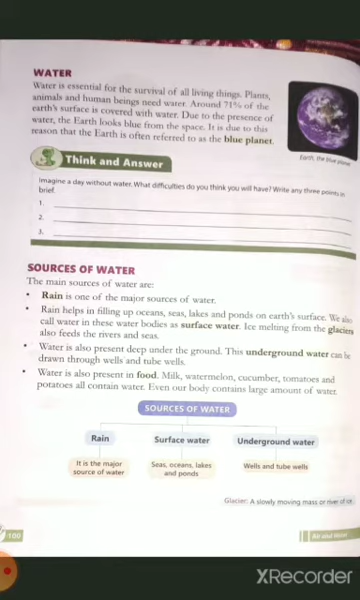 WATER
Water is essential for the survival of all living things. Plants,
animals and human beings need water. Around 71% of the
earth's surface is covered with water. Due to the presence of
water, the Earth looks blue from the space. It is due to this
reason that the Earth is often referred to as the blue planet.
Earth, the blue planet
Think and Answer
Imagine a day without water. What difficulties do you think you will have? Write any three points in
brief.
1.
2.
3.
SOURCES OF WATER
The main sources of water are:
• Rain is one of the major sources of water.
• Rain helps in filling up oceans, seas, lakes and ponds on earth's surface. We also
call water in these water bodies as surface water. Ice melting from the glaciers
also feeds the rivers and seas.
• Water is also present deep under the ground. This underground water can be
drawn through wells and tube wells.
• Water is also present in food. Milk, watermelon, cucumber, tomatoes and
potatoes all contain water. Even our body contains large amount of water.
SOURCES OF WATER
Rain Surface water Underground water
It is the major
source of water
Seas, oceans, lakes
and ponds
Wells and tube wells
Glacier: A slowly moving mass or river of ice
100
Air and Water
XRecorder